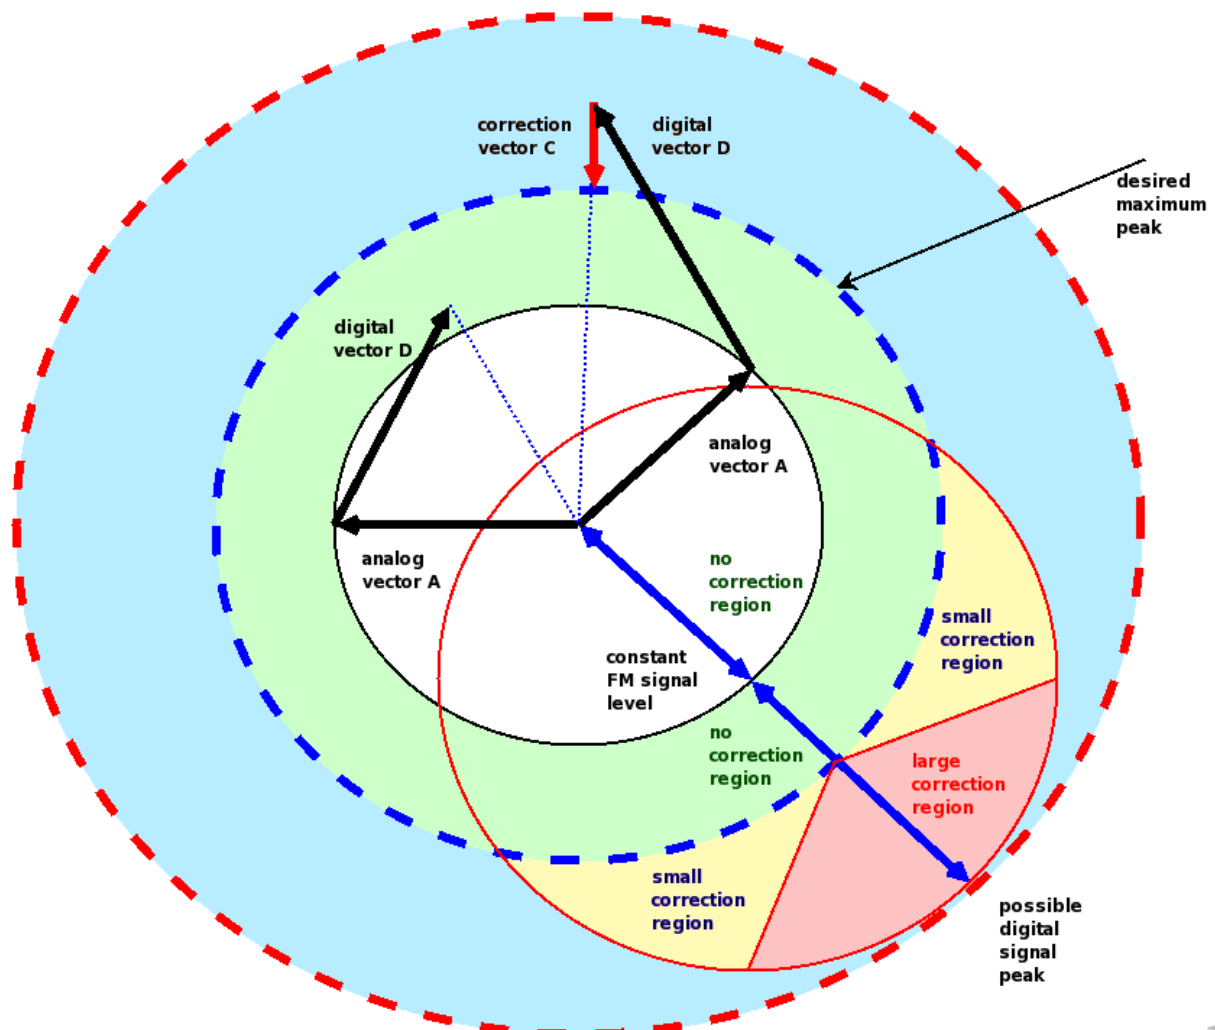 correction
vector C
digital
vector D
desired
maximum
peak
digital
vector D
analog
vector A
analog
vector A
no
correction
region
small
correction
region
constant
FM signal
level
no
correction
region
large
correction
region
small
correction
region
possible
digital
signal
peak